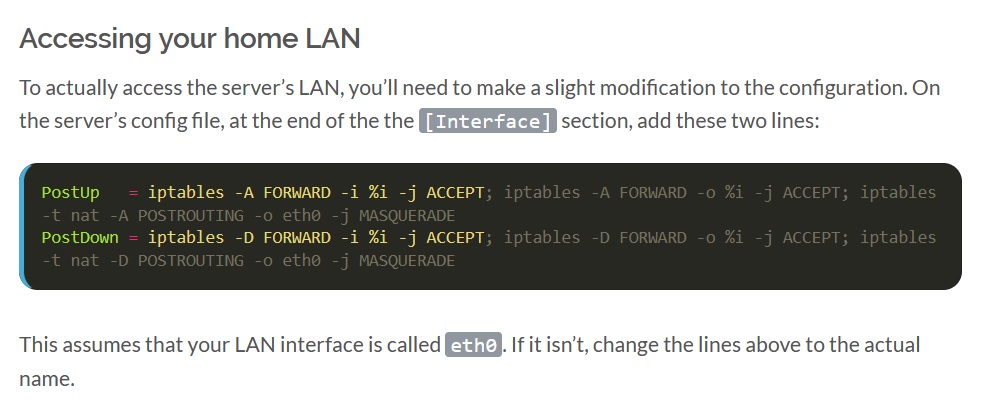 Accessing your home LAN
To actually access the server’s LAN, you’ll need to make a slight modification to the configuration. On
the server’s config file, at the end of the the [Interface] section, add these two lines:
PostUp   = iptables -A FORWARD -i %i -j ACCEPT; iptables -A FORWARD -o %i -j ACCEPT; iptables
-t nat -A POSTROUTING -o eth0 -j MASQUERADE
PostDown = iptables -D FORWARD -i %i -j ACCEPT; iptables -D FORWARD -o %i -j ACCEPT; iptables
-t nat -D POSTROUTING -o eth0 -j MASQUERADE
This assumes that your LAN interface is called eth0. If it isn’t, change the lines above to the actual
name.